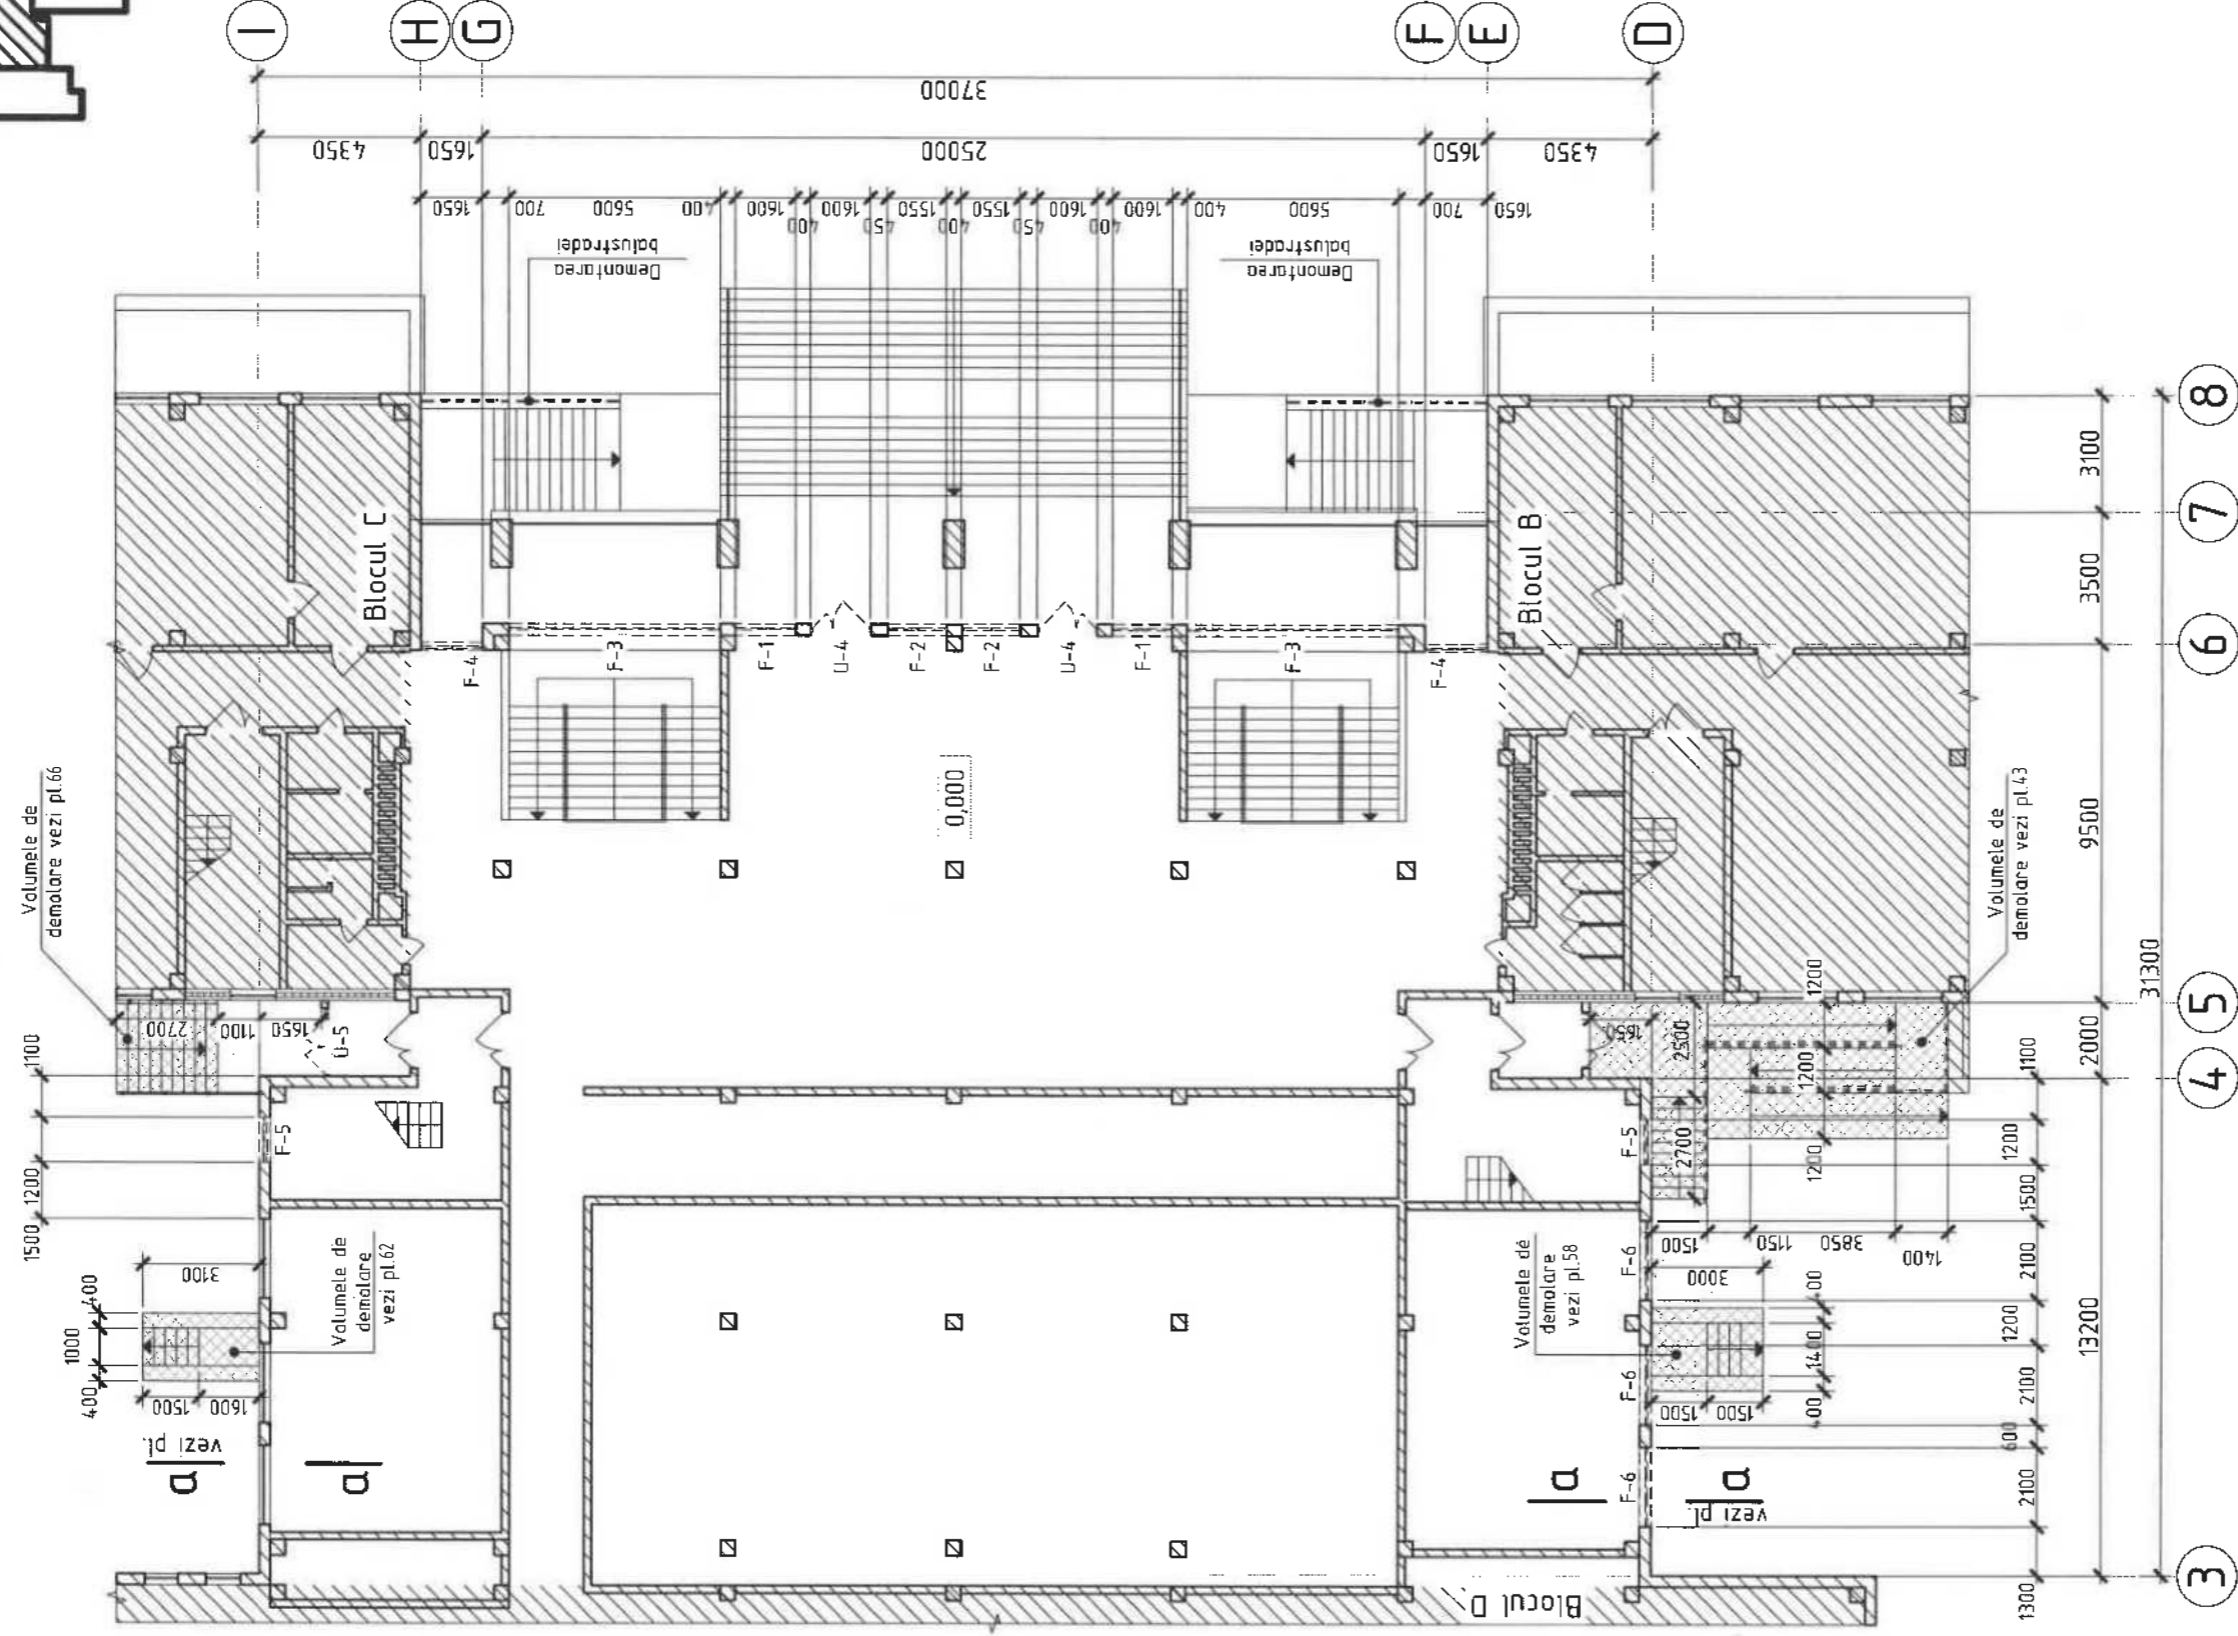 I
H
G
F
E
D
37000
4350
1650
25000
1650
4350
1650
700
5600
400
1600
400
1600
450
1550
400
1550
450
1600
400
1600
400
5600
700
1650
Demontarea
balustradei
Demontarea
balustradei
Blocul C
Blocul B
8
7
6
5
4
3
3100
3500
9500
2000
13200
31300
F-4
F-3
F-1
U-4
F-2
F-2
U-4
F-1
F-3
F-4
0,000
Volumele de
demolare vezi pl.66
Volumele de
demolare vezi pl.43
2700
1100
1650
U-5
1100
1200
1500
F-5
3100
400
1000
400
1500
1600
Volumele de
demolare
vezi pl.62
vezi pl.
a
a
1650
2500
1200
1200
1200
2700
F-5
1500
1150
3850
1400
1100
1200
1500
2100
1200
2100
600
2100
1300
3000
400
1400
400
1500
1500
F-6
F-6
F-6
Volumele de
demolare
vezi pl.58
a
a
vezi pl.
Blocul D